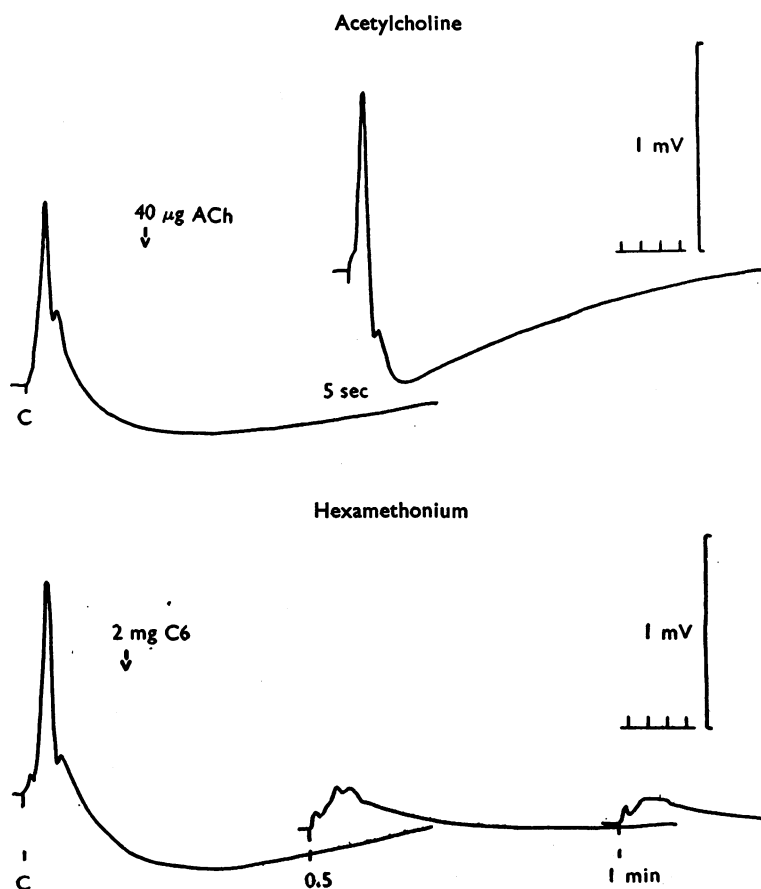 Acetylcholine
1 mV
40 µg ACh
5 sec
C
Hexamethonium
2 mg C6
1 mV
C
0.5
1 min